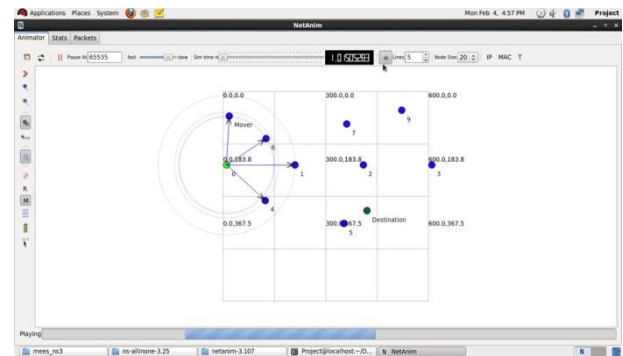 Applications Places System Mon Feb 4, 4:57 PM Project
NetAnim
Animator Stats Packets
Pause At 65535 fast slow Sim time Lines 5 Node Size 20 IP MAC T
0.0,0.0 300.0,0.0 600.0,0.0
9
Mover 7
6
0.0,183.8 300.0,183.8 600.0,183.8
0 1 2 3
4
Destination
0.0,367.5 600.0,367.5
5
R
M
Playing
mees_ns3 ns-allinone-3.25 netanim-3.107 Project@localhost:~/D... NetAnim